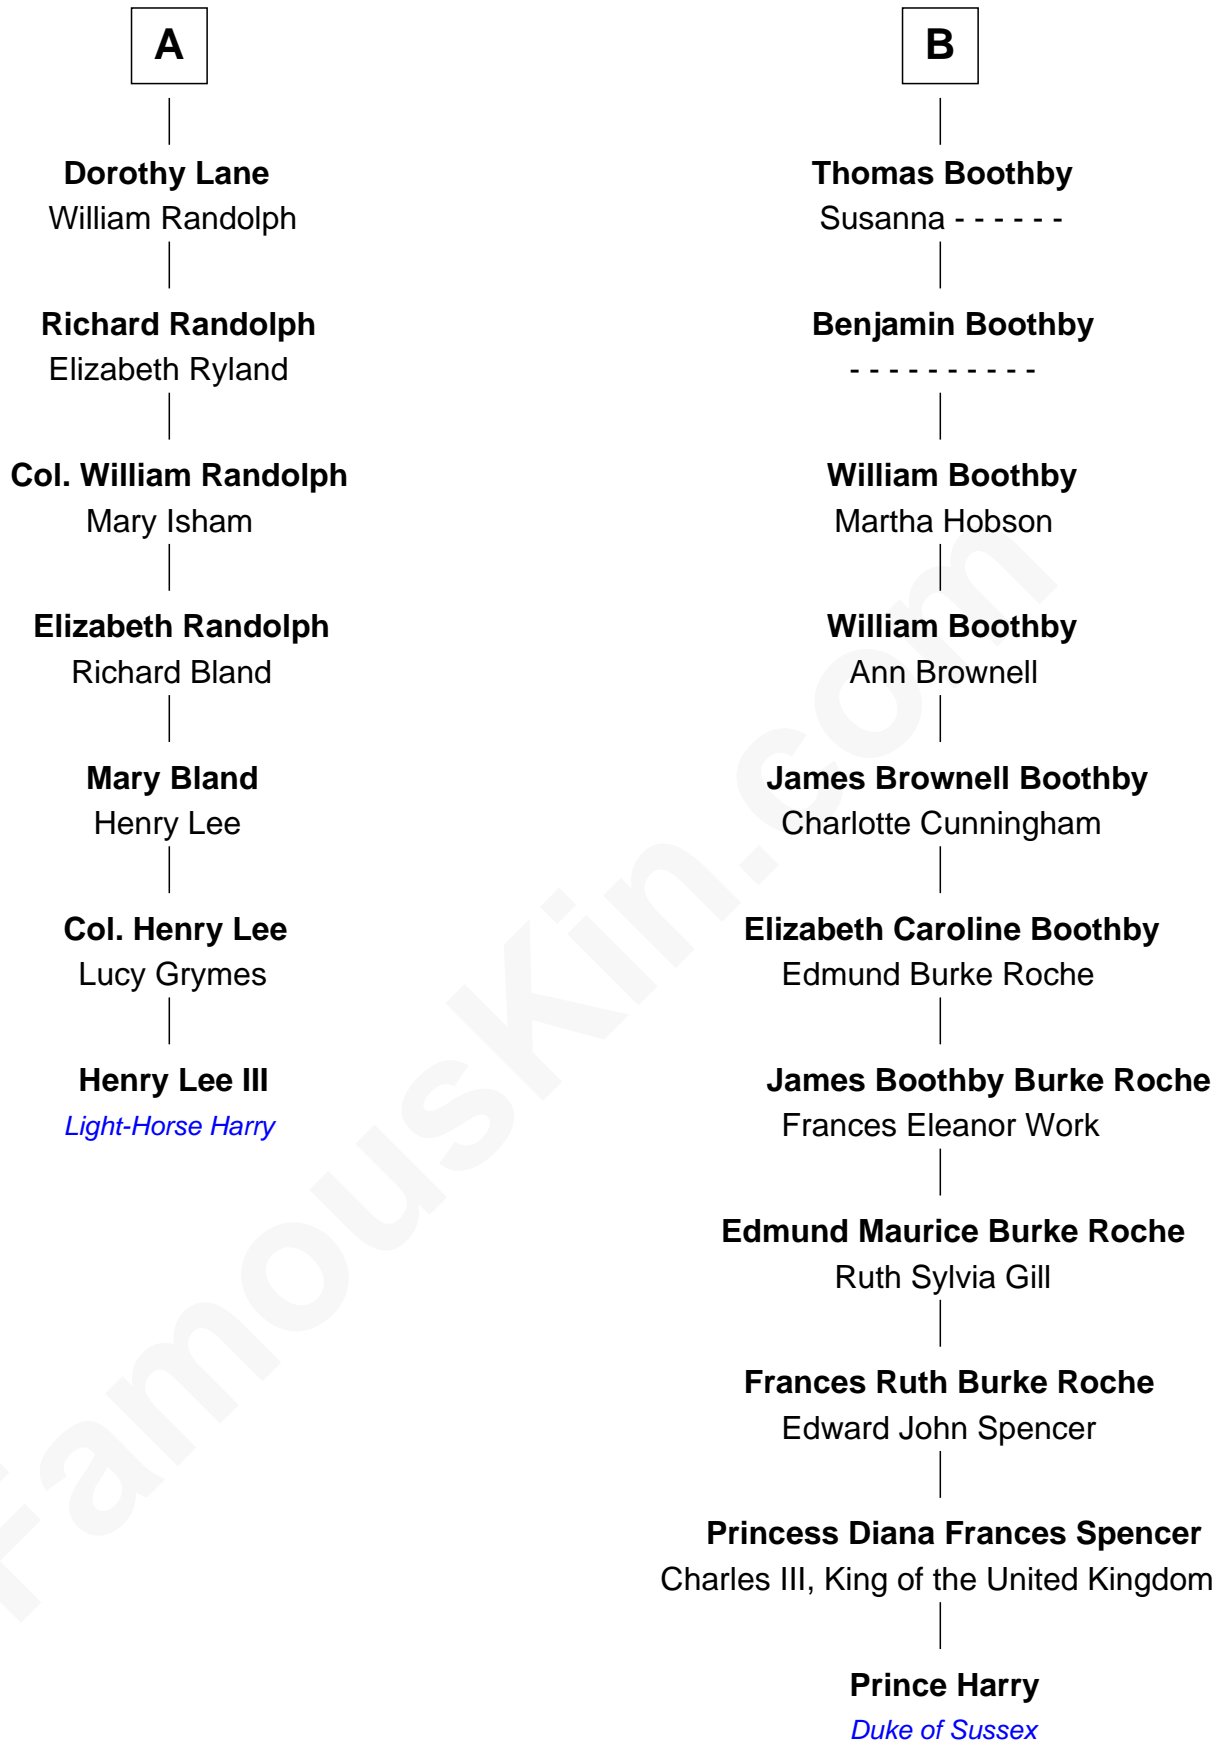 A
Dorothy Lane
William Randolph
Richard Randolph
Elizabeth Ryland
Col. William Randolph
Mary Isham
Elizabeth Randolph
Richard Bland
Mary Bland
Henry Lee
Col. Henry Lee
Lucy Grymes
Henry Lee III
Light-Horse Harry
B
Thomas Boothby
Susanna - - - - - -
Benjamin Boothby
- - - - - - - - - -
William Boothby
Martha Hobson
William Boothby
Ann Brownell
James Brownell Boothby
Charlotte Cunningham
Elizabeth Caroline Boothby
Edmund Burke Roche
James Boothby Burke Roche
Frances Eleanor Work
Edmund Maurice Burke Roche
Ruth Sylvia Gill
Frances Ruth Burke Roche
Edward John Spencer
Princess Diana Frances Spencer
Charles III, King of the United Kingdom
Prince Harry
Duke of Sussex
FamousKin.com